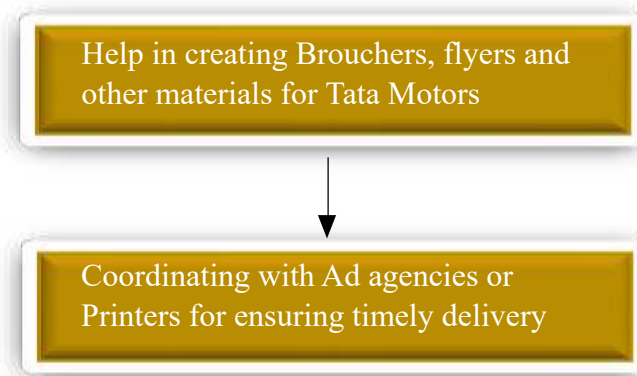 Help in creating Brouchers, flyers and
other materials for Tata Motors
Coordinating with Ad agencies or
Printers for ensuring timely delivery